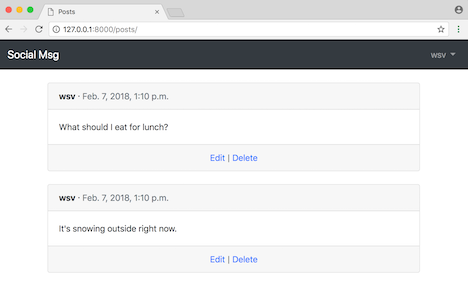 Posts
127.0.0.1:8000/posts/
Social Msg
wsv
wsv · Feb. 7, 2018, 1:10 p.m.
What should I eat for lunch?
Edit | Delete
wsv · Feb. 7, 2018, 1:10 p.m.
It's snowing outside right now.
Edit | Delete